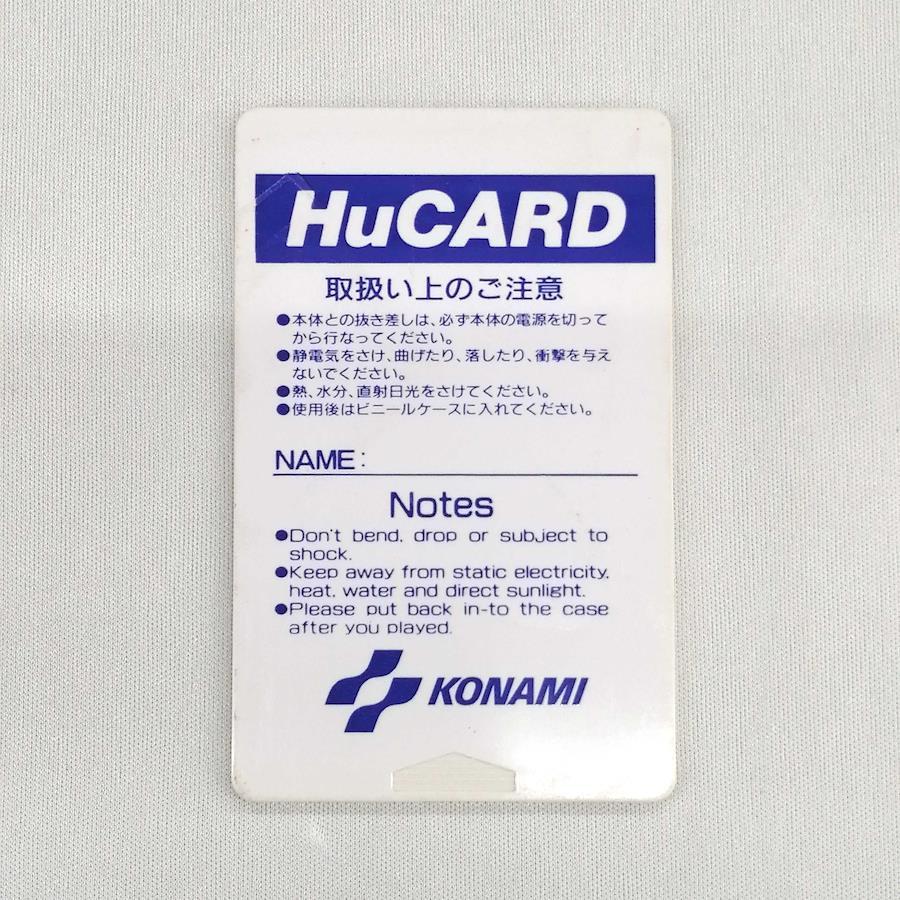 HuCARD
取扱い上のご注意
●本体との抜き差しは、必ず本体の電源を切って
から行なってください。
●静電気をさけ、曲げたり、落したり、衝撃を与え
ないでください。
●熱、水分、直射日光をさけてください。
●使用後はビニールケースに入れてください。
NAME:
Notes
●Don't bend, drop or subject to
shock.
●Keep away from static electricity,
heat, water and direct sunlight.
●Please put back in-to the case
after you played.
KONAMI